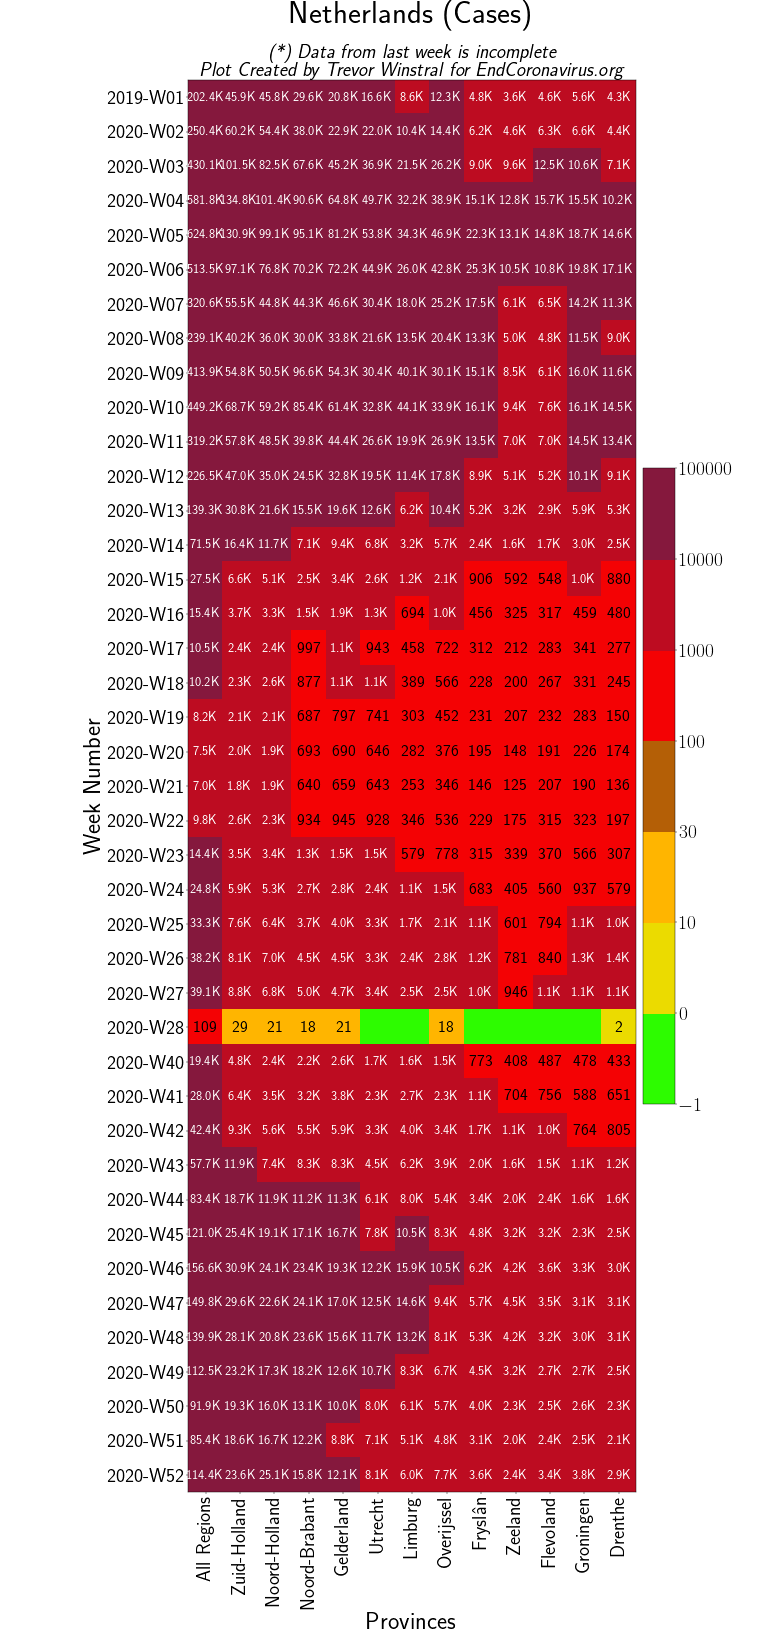 Netherlands (Cases)
(*) Data from last week is incomplete
Plot Created by Trevor Winstral for EndCoronavirus.org
2019-W01 202.4K 45.9K 45.8K 29.6K 20.8K 16.6K 8.6K 12.3K 4.8K 3.6K 4.6K 5.6K 4.3K
2020-W02 250.4K 60.2K 54.4K 38.0K 22.9K 22.0K 10.4K 14.4K 6.2K 4.6K 6.3K 6.6K 4.4K
2020-W03 430.1K 101.5K 82.5K 67.6K 45.2K 36.9K 21.5K 26.2K 9.0K 9.6K 12.5K 10.6K 7.1K
2020-W04 581.8K 134.8K 101.4K 90.6K 64.8K 49.7K 32.2K 38.9K 15.1K 12.8K 15.7K 15.5K 10.2K
2020-W05 624.8K 130.9K 99.1K 95.1K 81.2K 53.8K 34.3K 46.9K 22.3K 13.1K 14.8K 18.7K 14.6K
2020-W06 513.5K 97.1K 76.8K 70.2K 72.2K 44.9K 26.0K 42.8K 25.3K 10.5K 10.8K 19.8K 17.1K
2020-W07 320.6K 55.5K 44.8K 44.3K 46.6K 30.4K 18.0K 25.2K 17.5K 6.1K 6.5K 14.2K 11.3K
2020-W08 239.1K 40.2K 36.0K 30.0K 33.8K 21.6K 13.5K 20.4K 13.3K 5.0K 4.8K 11.5K 9.0K
2020-W09 413.9K 54.8K 50.5K 96.6K 54.3K 30.4K 40.1K 30.1K 15.1K 8.5K 6.1K 16.0K 11.6K
2020-W10 449.2K 68.7K 59.2K 85.4K 61.4K 32.8K 44.1K 33.9K 16.1K 9.4K 7.6K 16.1K 14.5K
2020-W11 319.2K 57.8K 48.5K 39.8K 44.4K 26.6K 19.9K 26.9K 13.5K 7.0K 7.0K 14.5K 13.4K
2020-W12 226.5K 47.0K 35.0K 24.5K 32.8K 19.5K 11.4K 17.8K 8.9K 5.1K 5.2K 10.1K 9.1K
2020-W13 139.3K 30.8K 21.6K 15.5K 19.6K 12.6K 6.2K 10.4K 5.2K 3.2K 2.9K 5.9K 5.3K
2020-W14 71.5K 16.4K 11.7K 7.1K 9.4K 6.8K 3.2K 5.7K 2.4K 1.6K 1.7K 3.0K 2.5K
2020-W15 27.5K 6.6K 5.1K 2.5K 3.4K 2.6K 1.2K 2.1K 906 592 548 1.0K 880
2020-W16 15.4K 3.7K 3.3K 1.5K 1.9K 1.3K 694 1.0K 456 325 317 459 480
2020-W17 10.5K 2.4K 2.4K 997 1.1K 943 458 722 312 212 283 341 277
2020-W18 10.2K 2.3K 2.6K 877 1.1K 1.1K 389 566 228 200 267 331 245
2020-W19 8.2K 2.1K 2.1K 687 797 741 303 452 231 207 232 283 150
2020-W20 7.5K 2.0K 1.9K 693 690 646 282 376 195 148 191 226 174
2020-W21 7.0K 1.8K 1.9K 640 659 643 253 346 146 125 207 190 136
2020-W22 9.8K 2.6K 2.3K 934 945 928 346 536 229 175 315 323 197
2020-W23 14.4K 3.5K 3.4K 1.3K 1.5K 1.5K 579 778 315 339 370 566 307
2020-W24 24.8K 5.9K 5.3K 2.7K 2.8K 2.4K 1.1K 1.5K 683 405 560 937 579
2020-W25 33.3K 7.6K 6.4K 3.7K 4.0K 3.3K 1.7K 2.1K 1.1K 601 794 1.1K 1.0K
2020-W26 38.2K 8.1K 7.0K 4.5K 4.5K 3.3K 2.4K 2.8K 1.2K 781 840 1.3K 1.4K
2020-W27 39.1K 8.8K 6.8K 5.0K 4.7K 3.4K 2.5K 2.5K 1.0K 946 1.1K 1.1K 1.1K
2020-W28 109 29 21 18 21 18 2
2020-W40 19.4K 4.8K 2.4K 2.2K 2.6K 1.7K 1.6K 1.5K 773 408 487 478 433
2020-W41 28.0K 6.4K 3.5K 3.2K 3.8K 2.3K 2.7K 2.3K 1.1K 704 756 588 651
2020-W42 42.4K 9.3K 5.6K 5.5K 5.9K 3.3K 4.0K 3.4K 1.7K 1.1K 1.0K 764 805
2020-W43 57.7K 11.9K 7.4K 8.3K 8.3K 4.5K 6.2K 3.9K 2.0K 1.6K 1.5K 1.1K 1.2K
2020-W44 83.4K 18.7K 11.9K 11.2K 11.3K 6.1K 8.0K 5.4K 3.4K 2.0K 2.4K 1.6K 1.6K
2020-W45 121.0K 25.4K 19.1K 17.1K 16.7K 7.8K 10.5K 8.3K 4.8K 3.2K 3.2K 2.3K 2.5K
2020-W46 156.6K 30.9K 24.1K 23.4K 19.3K 12.2K 15.9K 10.5K 6.2K 4.2K 3.6K 3.3K 3.0K
2020-W47 149.8K 29.6K 22.6K 24.1K 17.0K 12.5K 14.6K 9.4K 5.7K 4.5K 3.5K 3.1K 3.1K
2020-W48 139.9K 28.1K 20.8K 23.6K 15.6K 11.7K 13.2K 8.1K 5.3K 4.2K 3.2K 3.0K 3.1K
2020-W49 112.5K 23.2K 17.3K 18.2K 12.6K 10.7K 8.3K 6.7K 4.5K 3.2K 2.7K 2.7K 2.5K
2020-W50 91.9K 19.3K 16.0K 13.1K 10.0K 8.0K 6.1K 5.7K 4.0K 2.3K 2.5K 2.6K 2.3K
2020-W51 85.4K 18.6K 16.7K 12.2K 8.8K 7.1K 5.1K 4.8K 3.1K 2.0K 2.4K 2.5K 2.1K
2020-W52 114.4K 23.6K 25.1K 15.8K 12.1K 8.1K 6.0K 7.7K 3.6K 2.4K 3.4K 3.8K 2.9K
Week Number
All Regions
Zuid-Holland
Noord-Holland
Noord-Brabant
Gelderland
Utrecht
Limburg
Overijssel
Fryslân
Zeeland
Flevoland
Groningen
Drenthe
Provinces
100000
10000
1000
100
30
10
0
−1